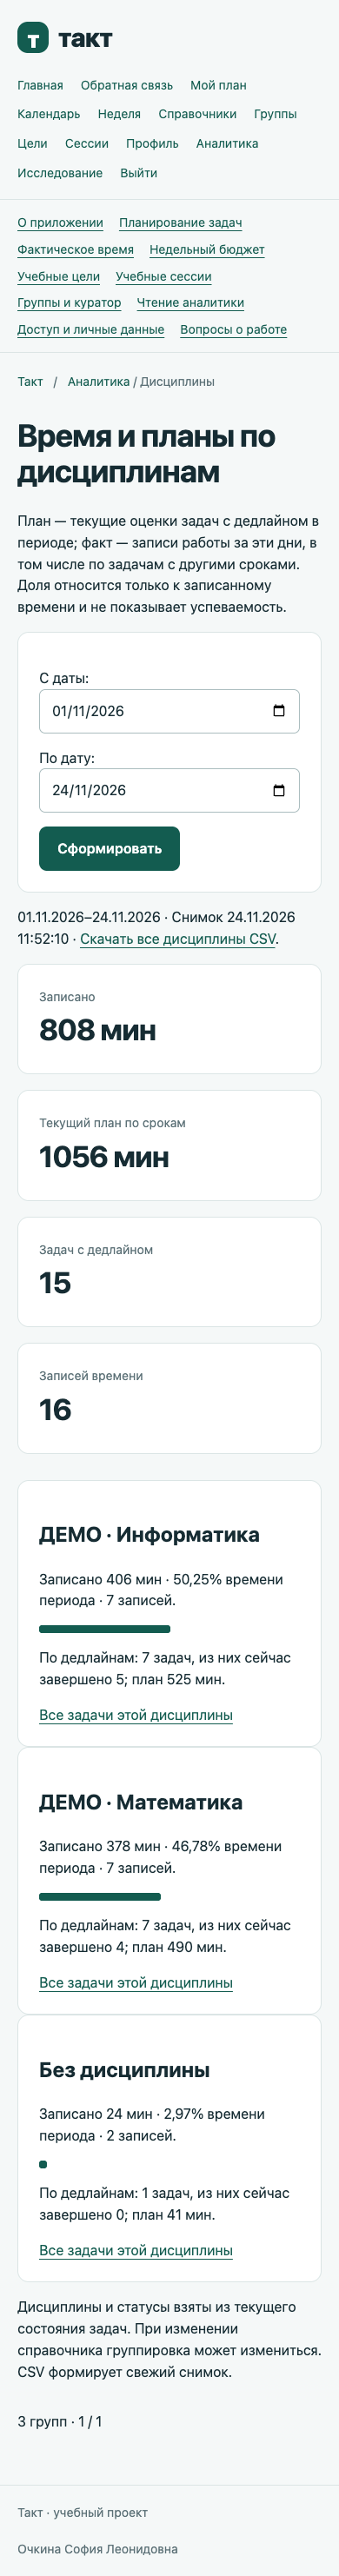 т такт
Главная Обратная связь Мой план
Календарь Неделя Справочники Группы
Цели Сессии Профиль Аналитика
Исследование Выйти
О приложении Планирование задач
Фактическое время Недельный бюджет
Учебные цели Учебные сессии
Группы и куратор Чтение аналитики
Доступ и личные данные Вопросы о работе
Такт / Аналитика / Дисциплины
Время и планы по
дисциплинам
План — текущие оценки задач с дедлайном в
периоде; факт — записи работы за эти дни, в
том числе по задачам с другими сроками.
Доля относится только к записанному
времени и не показывает успеваемость.
С даты:
01/11/2026
По дату:
24/11/2026
Сформировать
01.11.2026–24.11.2026 · Снимок 24.11.2026
11:52:10 · Скачать все дисциплины CSV.
Записано
808 мин
Текущий план по срокам
1056 мин
Задач с дедлайном
15
Записей времени
16
ДЕМО · Информатика
Записано 406 мин · 50,25% времени
периода · 7 записей.
По дедлайнам: 7 задач, из них сейчас
завершено 5; план 525 мин.
Все задачи этой дисциплины
ДЕМО · Математика
Записано 378 мин · 46,78% времени
периода · 7 записей.
По дедлайнам: 7 задач, из них сейчас
завершено 4; план 490 мин.
Все задачи этой дисциплины
Без дисциплины
Записано 24 мин · 2,97% времени
периода · 2 записей.
По дедлайнам: 1 задач, из них сейчас
завершено 0; план 41 мин.
Все задачи этой дисциплины
Дисциплины и статусы взяты из текущего
состояния задач. При изменении
справочника группировка может измениться.
CSV формирует свежий снимок.
3 групп · 1 / 1
Такт · учебный проект
Очкина София Леонидовна